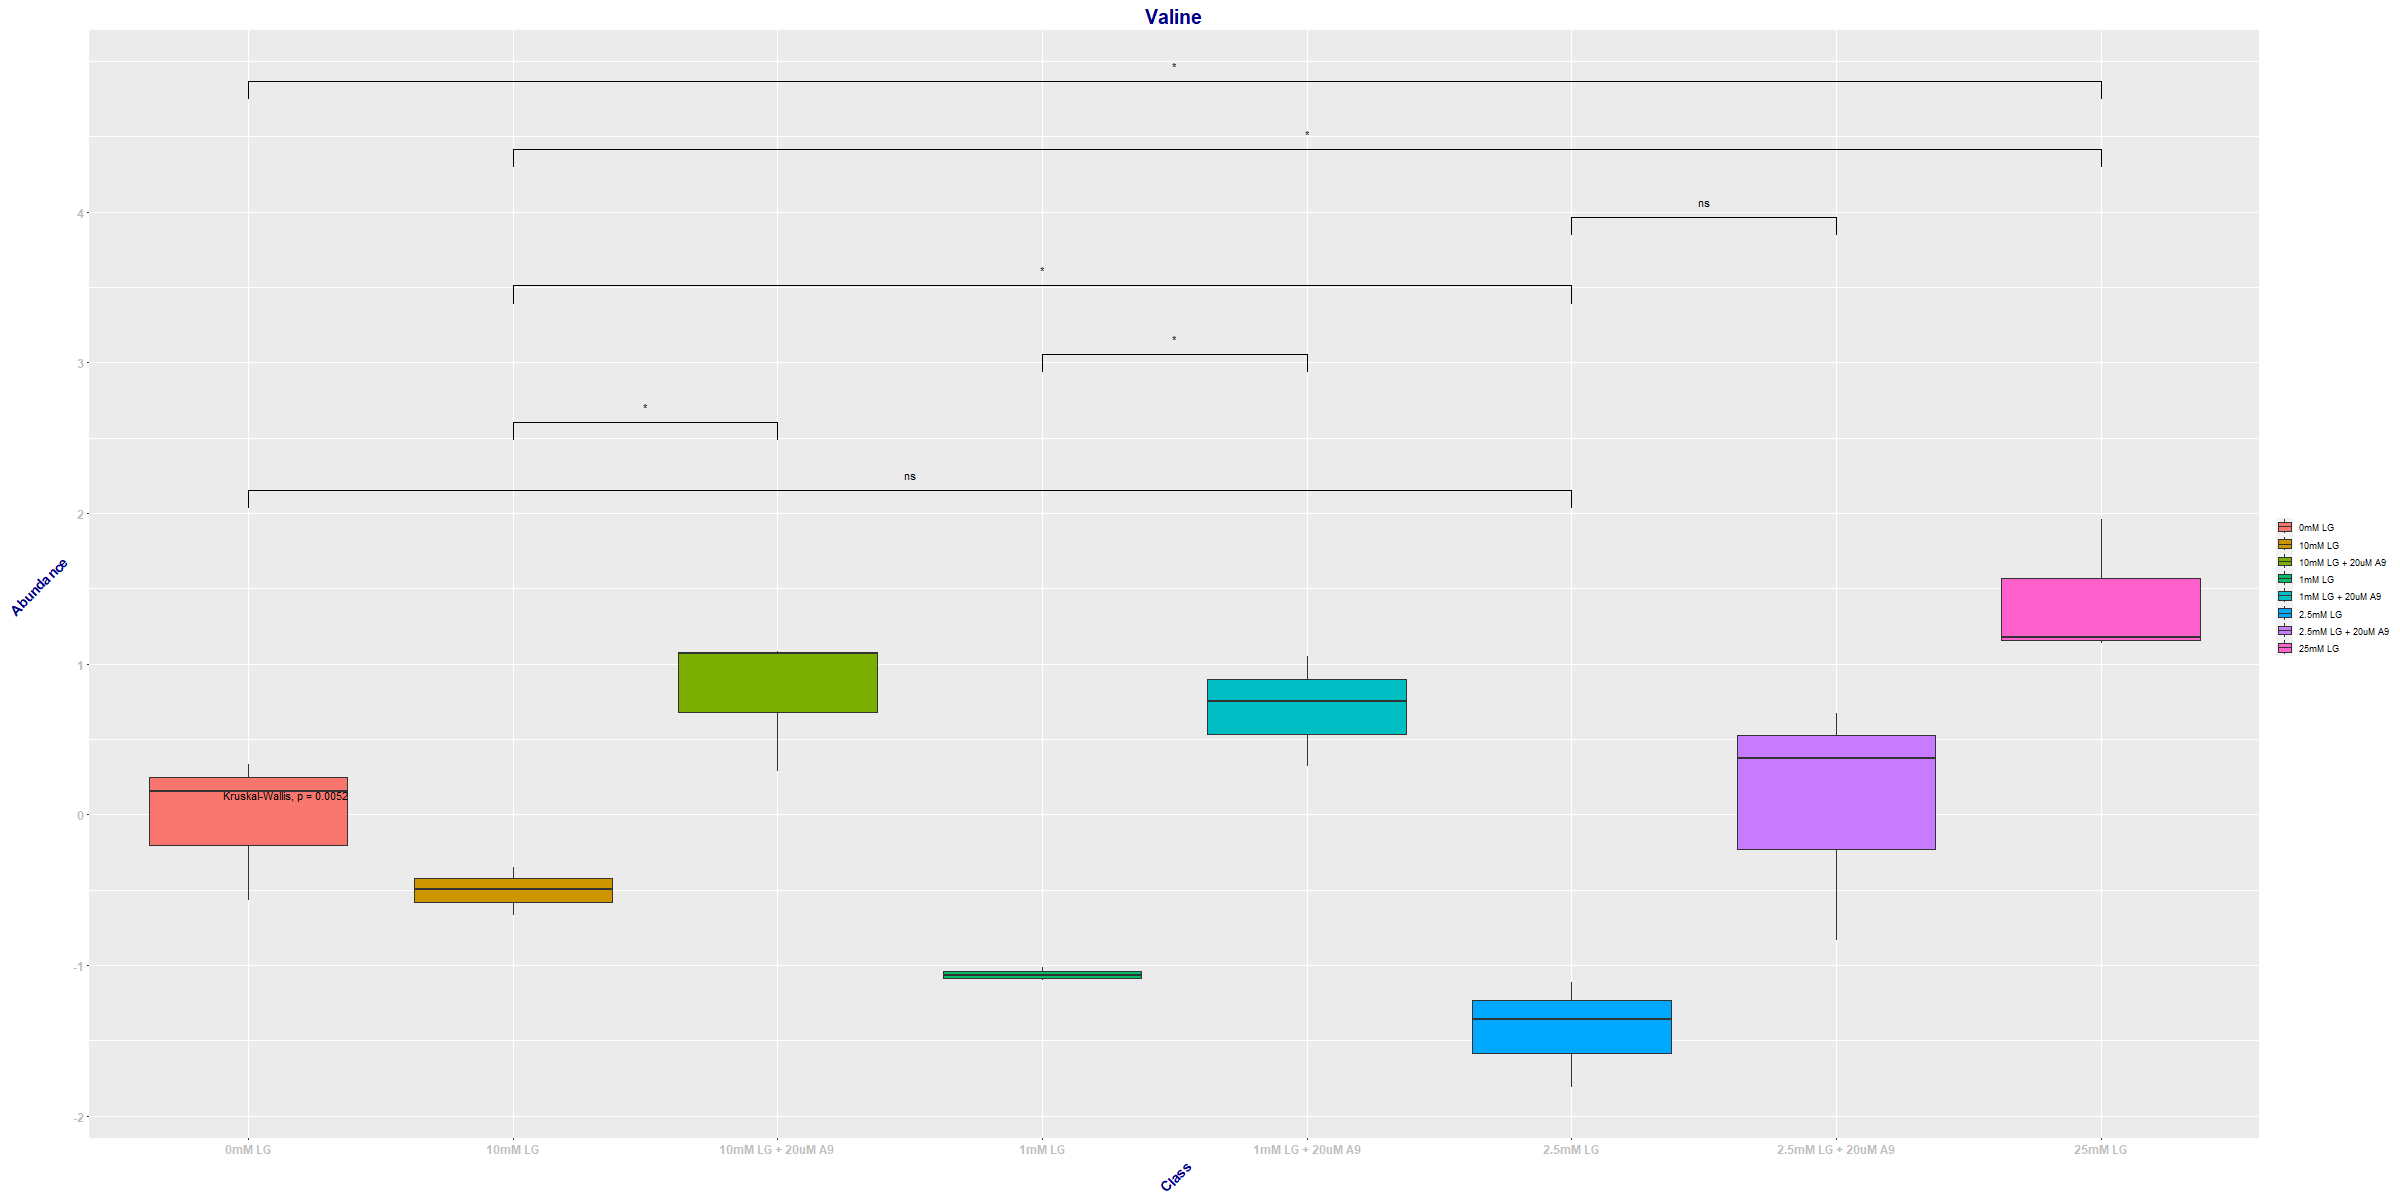 Valine
*
*
ns
*
*
*
ns
Kruskal-Wallis, p = 0.0052
4
3
2
1
0
-1
-2
Abundance
0mM LG
10mM LG
10mM LG + 20uM A9
1mM LG
1mM LG + 20uM A9
2.5mM LG
2.5mM LG + 20uM A9
25mM LG
Class
0mM LG
10mM LG
10mM LG + 20uM A9
1mM LG
1mM LG + 20uM A9
2.5mM LG
2.5mM LG + 20uM A9
25mM LG